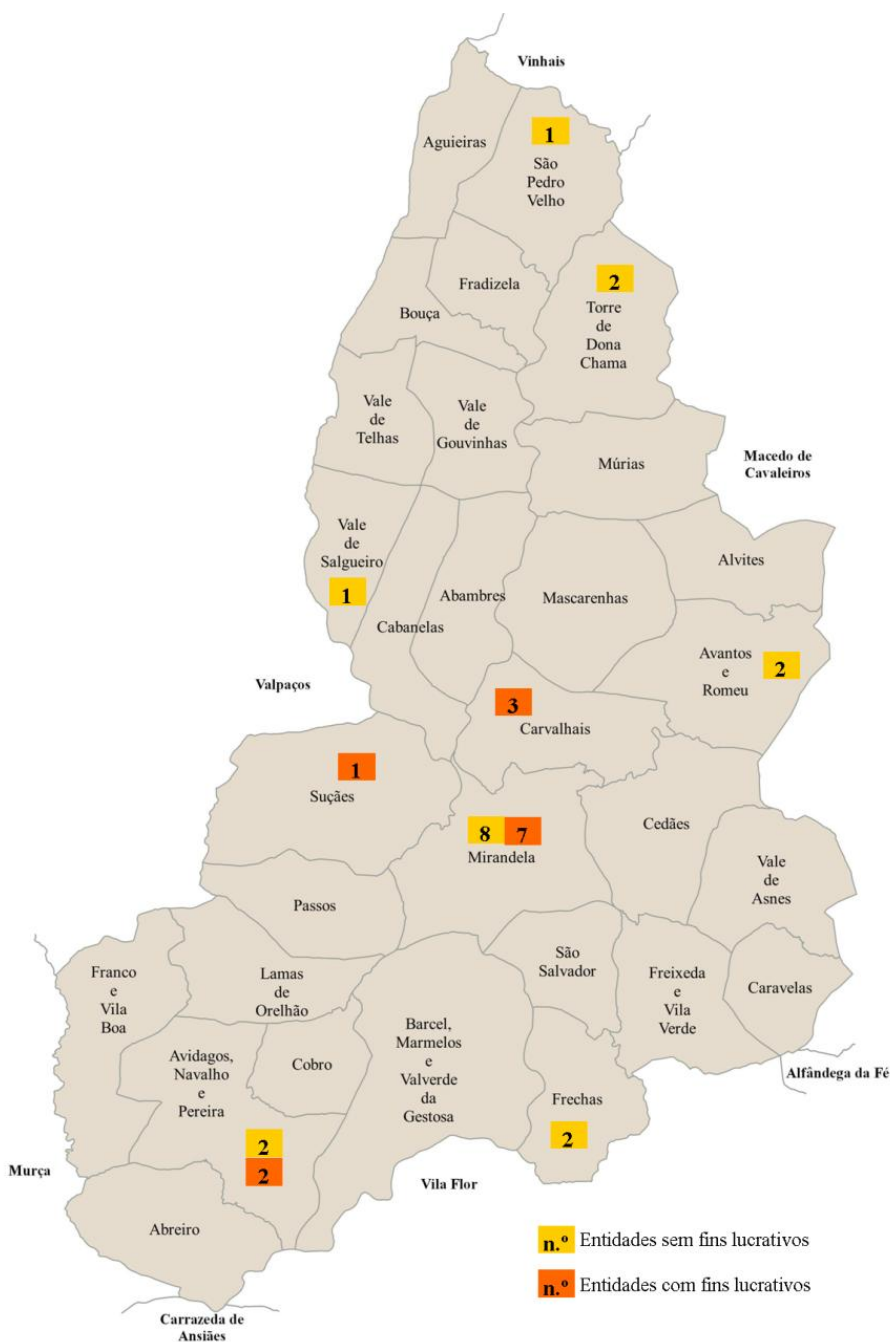 Vinhais
Aguieiras
1
São
Pedro
Velho
Fradizela
Bouça
2
Torre
de
Dona
Chama
Vale
de
Telhas
Vale
de
Gouvinhas
Múrias
Macedo de
Cavaleiros
Vale
de
Salgueiro
1
Cabanelas
Abambres
Mascarenhas
Alvites
Avantos
e
Romeu
2
Valpaços
3
Carvalhais
1
Suções
8 7
Mirandela
Cedães
Vale
de
Asnes
Passos
Franco
e
Vila
Boa
Lamas
de
Orelhão
São
Salvador
Freixeda
e
Vila
Verde
Caravelas
Avidagos,
Navalho
e
Pereira
Cobro
Barcel,
Marmelos
e
Valverde
da
Gestosa
Alfândega da Fé
Frechas
2
2
2
Murça
Vila Flor
Abreiro
n.º Entidades sem fins lucrativos
n.º Entidades com fins lucrativos
Carrazeda de
Ansiães